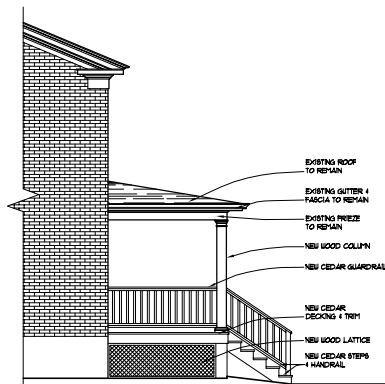 EXISTING ROOF
TO REMAIN
EXISTING GUTTER &
FASCIA TO REMAIN
EXISTING FRIEZE
TO REMAIN
NEW WOOD COLUMN
NEW CEDAR GUARDRAIL
NEW CEDAR
DECKING & TRIM
NEW WOOD LATTICE
NEW CEDAR STEPS
& HANDRAIL